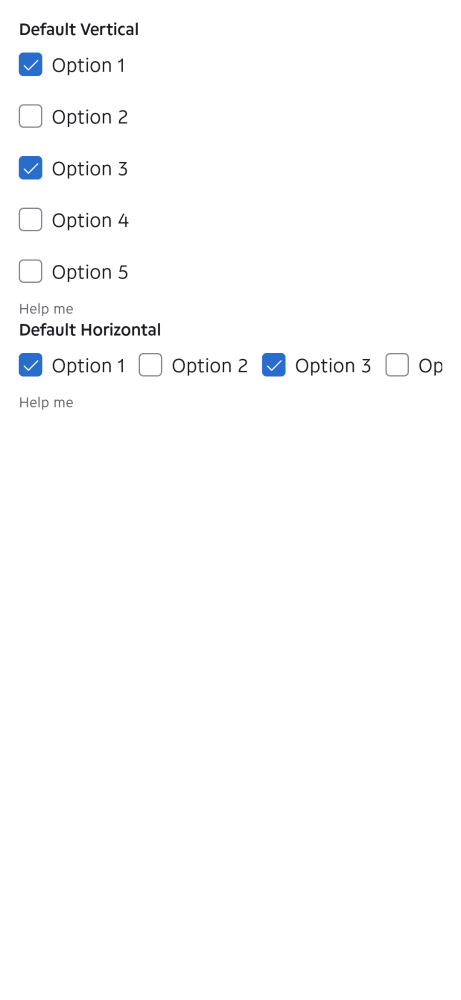 Default Vertical
Option 1
Option 2
Option 3
Option 4
Option 5
Help me
Default Horizontal
Option 1 Option 2 Option 3 Op
Help me